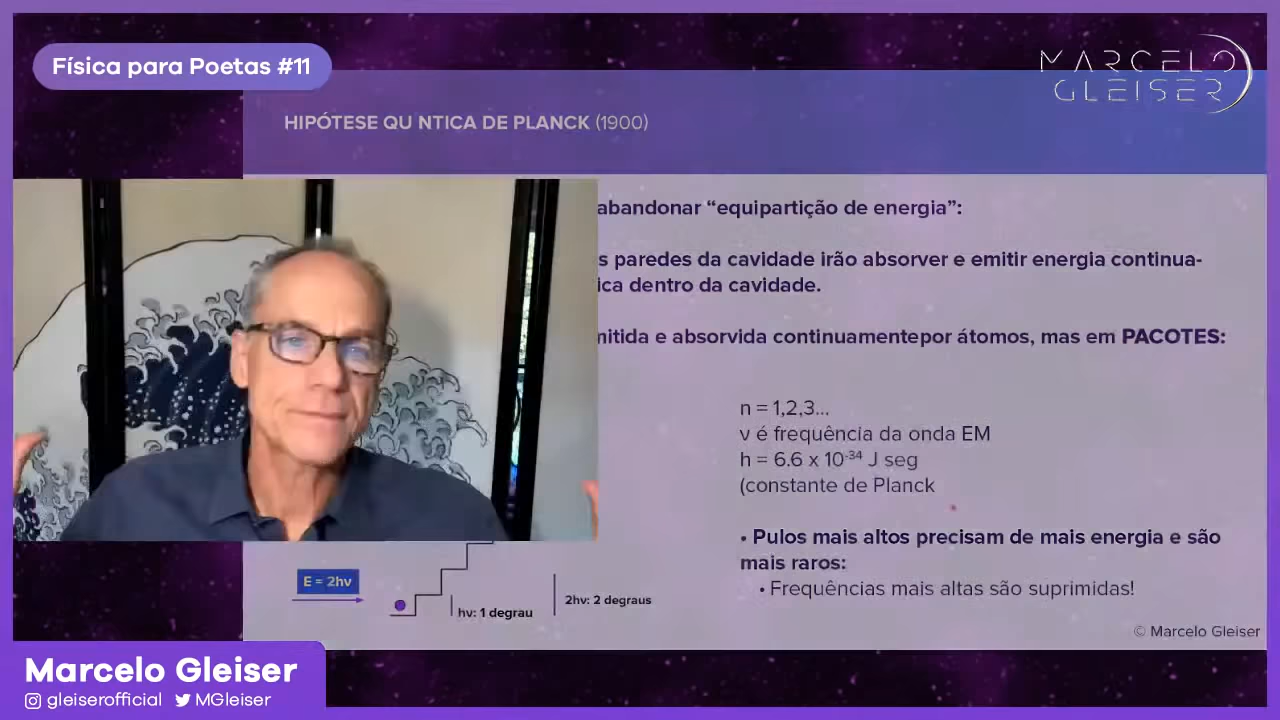 Física para Poetas #11
MARCELO
GLEISER
HIPÓTESE QU NTICA DE PLANCK (1900)
abandonar “equipartição de energia”:
s paredes da cavidade irão absorver e emitir energia continua-
ica dentro da cavidade.
mitida e absorvida continuamentepor átomos, mas em PACOTES:
n = 1,2,3...
ν é frequência da onda EM
h = 6.6 x 10⁻³⁴ J seg
(constante de Planck
• Pulos mais altos precisam de mais energia e são
mais raros:
• Frequências mais altas são suprimidas!
E = 2hν
hν: 1 degrau
2hν: 2 degraus
© Marcelo Gleiser
Marcelo Gleiser
gleiserofficial MGleiser